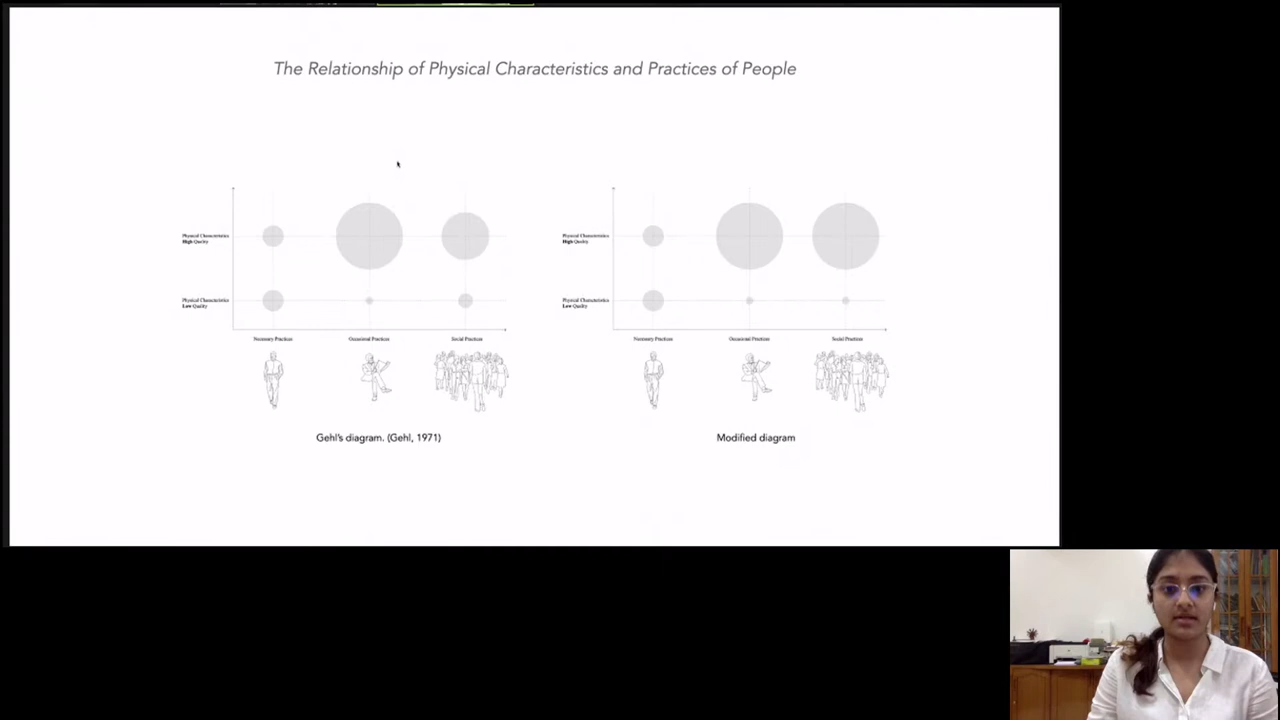 The Relationship of Physical Characteristics and Practices of People
Physical Characteristics
High Quality
Physical Characteristics
Low Quality
Necessary Practices
Occasional Practices
Social Practices
Gehl's diagram. (Gehl, 1971)
Physical Characteristics
High Quality
Physical Characteristics
Low Quality
Necessary Practices
Occasional Practices
Social Practices
Modified diagram